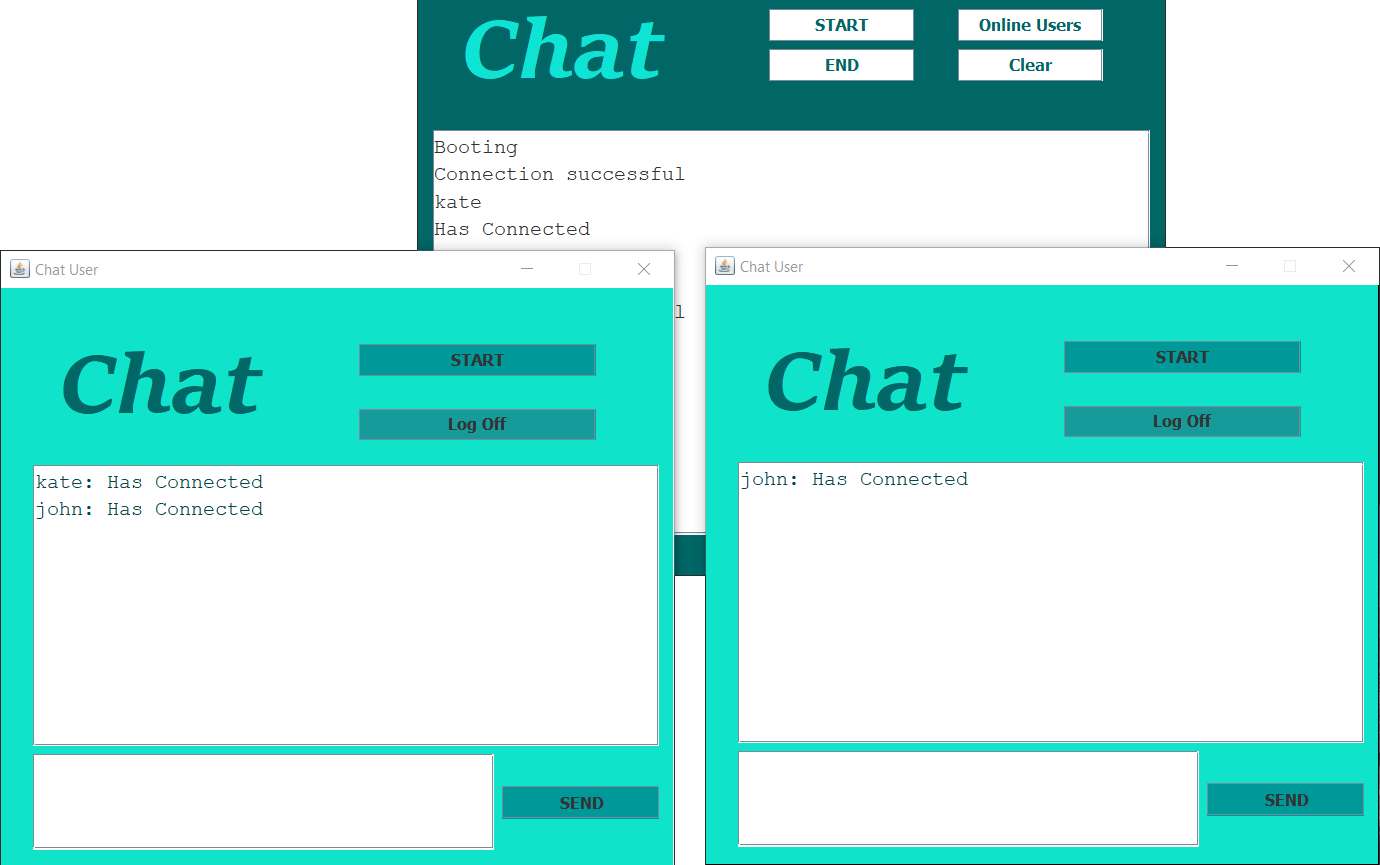 Chat
START
Online Users
END
Clear
Booting
Connection successful
kate
Has Connected
Chat User
Chat
START
Log Off
kate: Has Connected
john: Has Connected
SEND
Chat User
Chat
START
Log Off
john: Has Connected
SEND